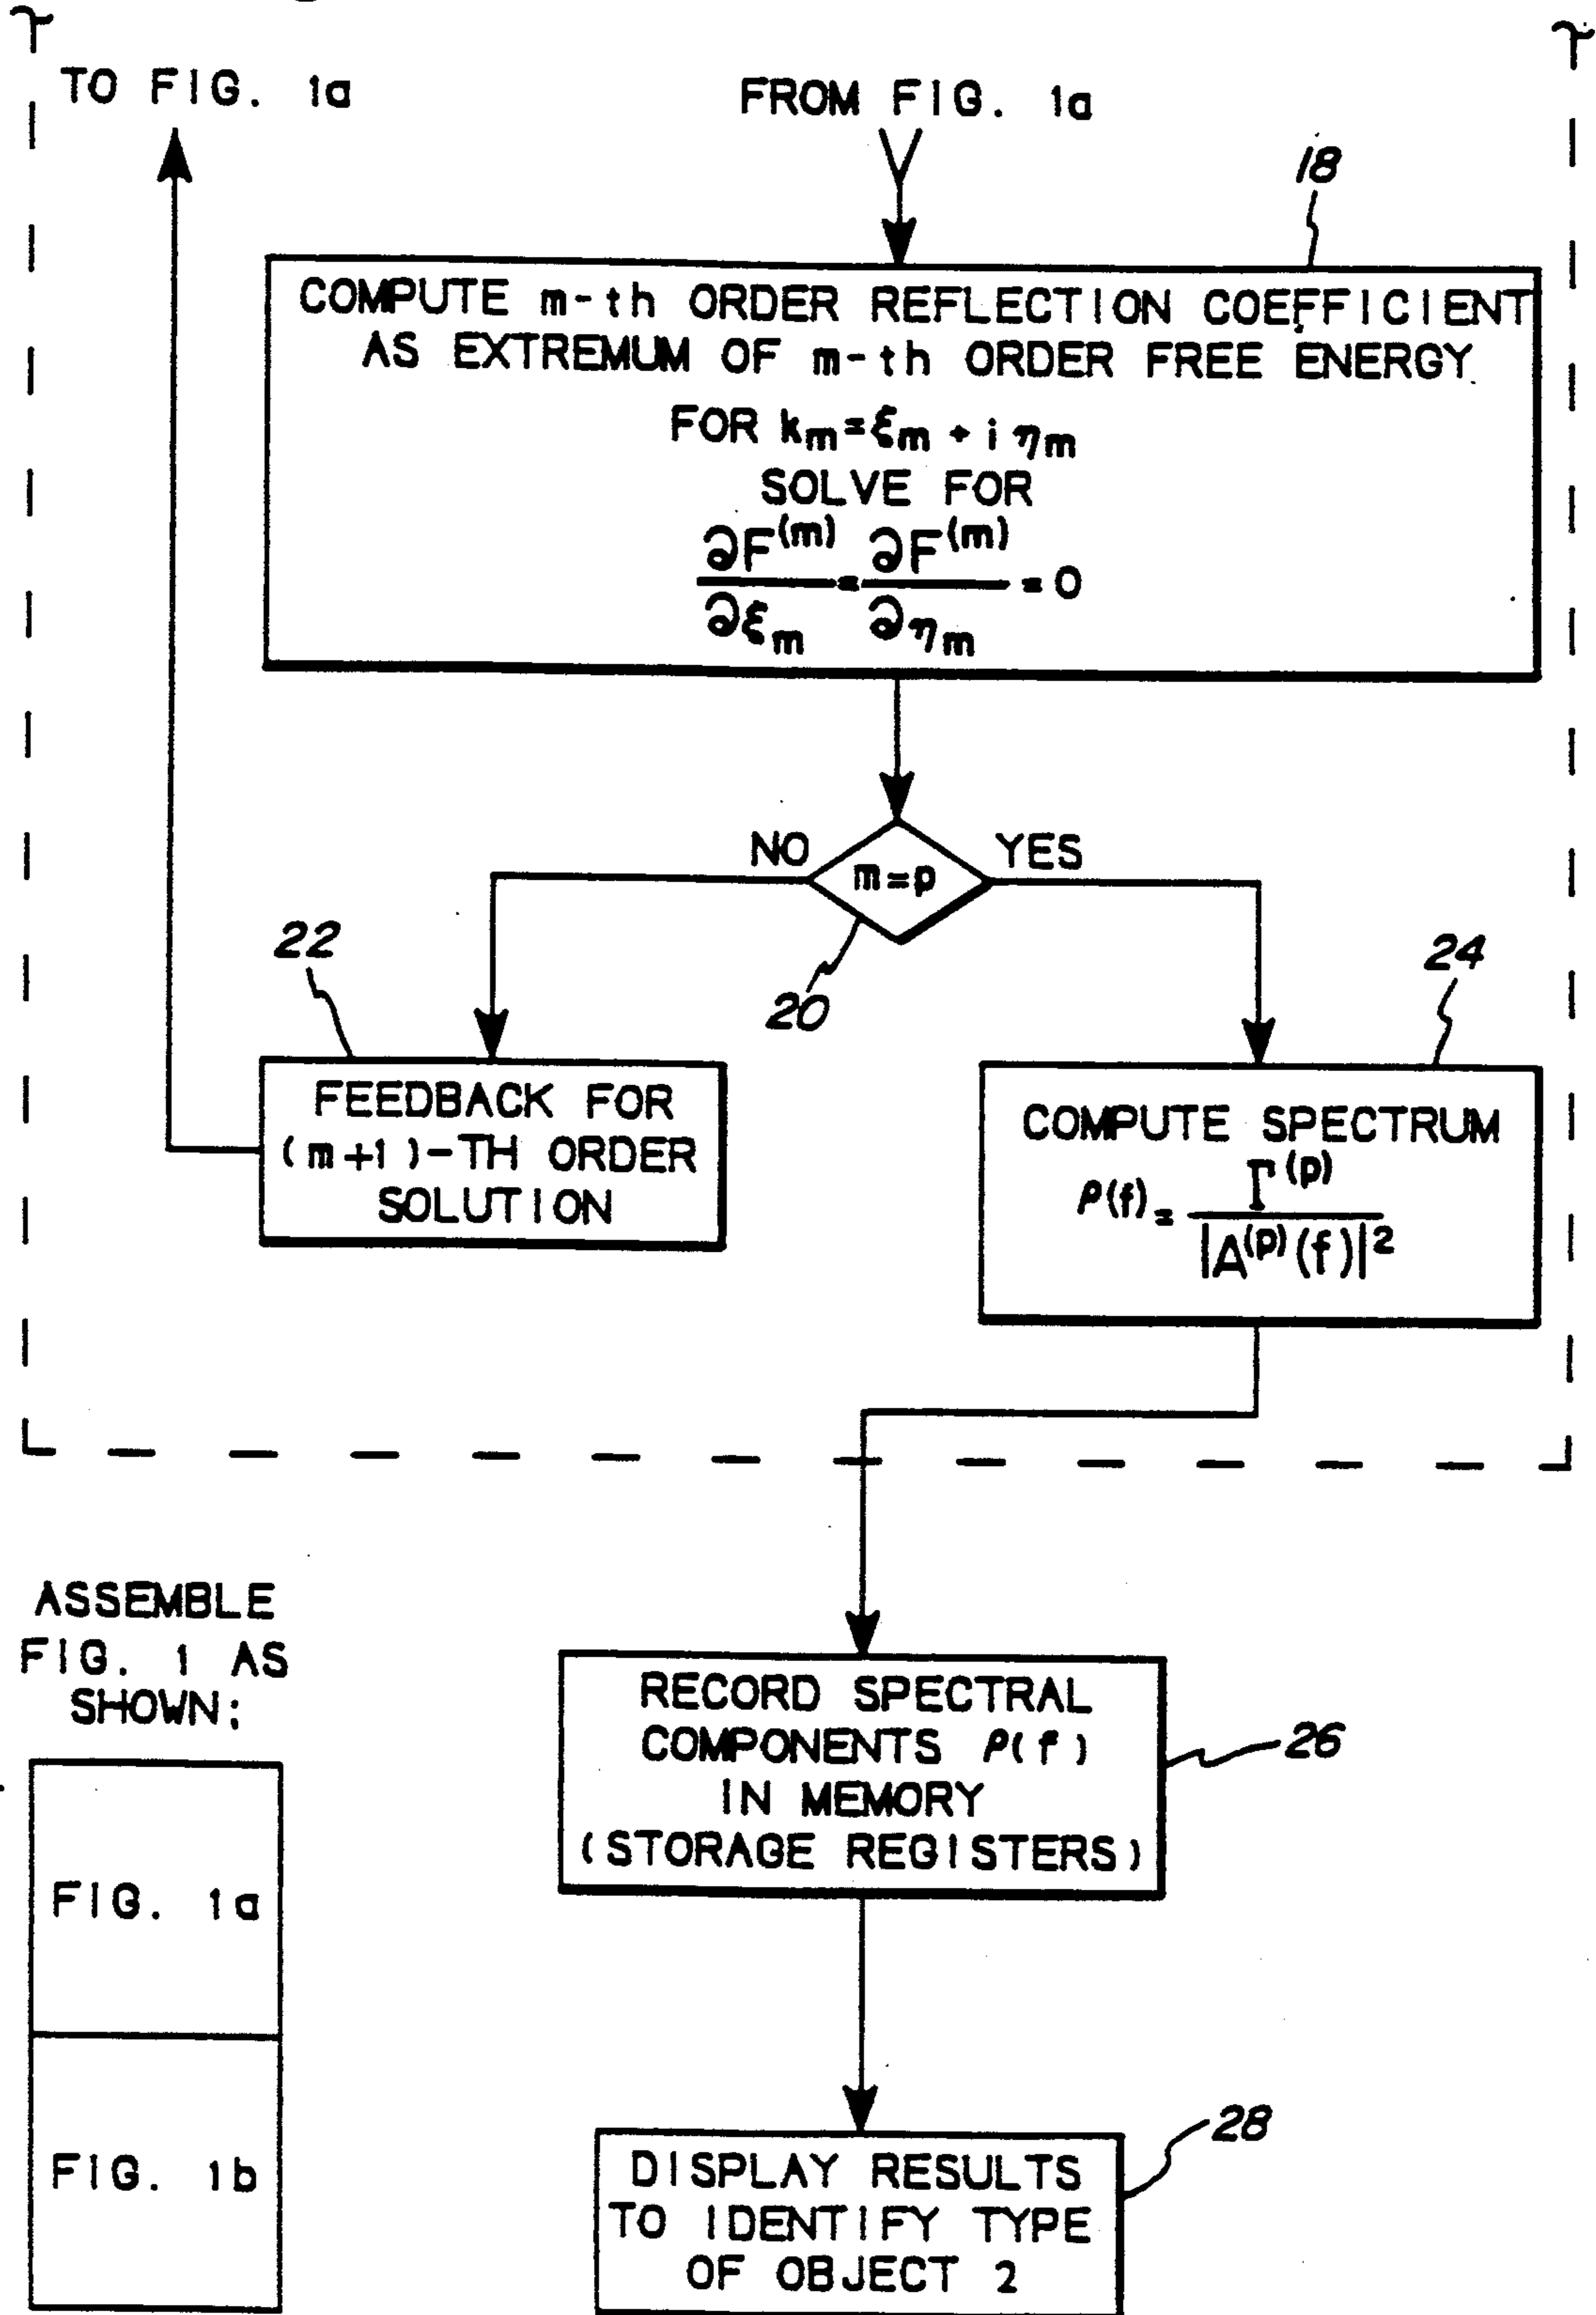 TO FIG. 1a
FROM FIG. 1a
18
COMPUTE m-th ORDER REFLECTION COEFFICIENT
AS EXTREMUM OF m-th ORDER FREE ENERGY
FOR kₘ=ξₘ + i ηₘ
SOLVE FOR
∂F⁽ᵐ⁾/∂ξₘ = ∂F⁽ᵐ⁾/∂ηₘ = 0
NO
m=p
YES
20
22
FEEDBACK FOR
(m+1)-TH ORDER
SOLUTION
24
COMPUTE SPECTRUM
ρ(f) = Γ⁽ᵖ⁾/|A⁽ᵖ⁾(f)|²
RECORD SPECTRAL
COMPONENTS ρ(f)
IN MEMORY
(STORAGE REGISTERS)
26
DISPLAY RESULTS
TO IDENTIFY TYPE
OF OBJECT 2
28
ASSEMBLE
FIG. 1 AS
SHOWN:
FIG. 1a
FIG. 1b